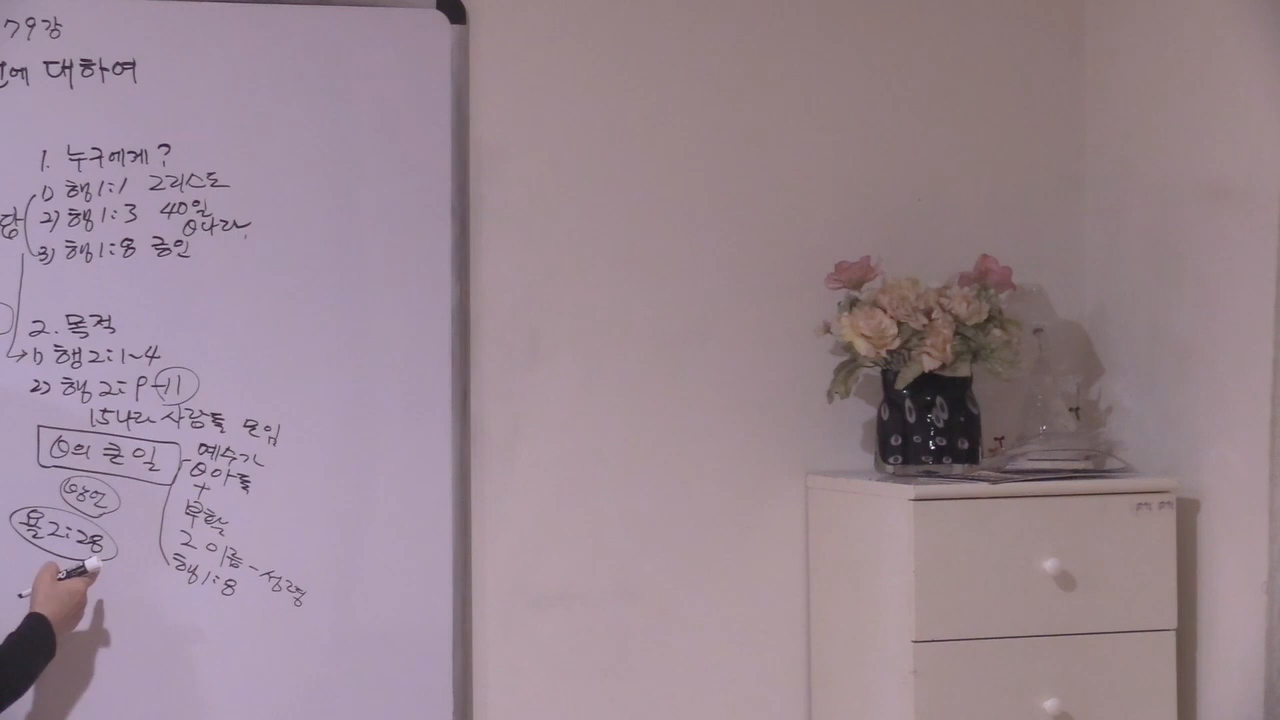 79강
에 대하여
1. 누구에게?
1) 행1:1 그리스도
답 2) 행1:3 40일
θ나라,
3) 행1:8 증인
2. 목적
→1) 행2:1~4
2) 행2:9-11
15나라 사람들 모임
θ의 큰 일
예수가
θ아들
+
방언
부활
욜2:28
그 이름-성령
행1:8